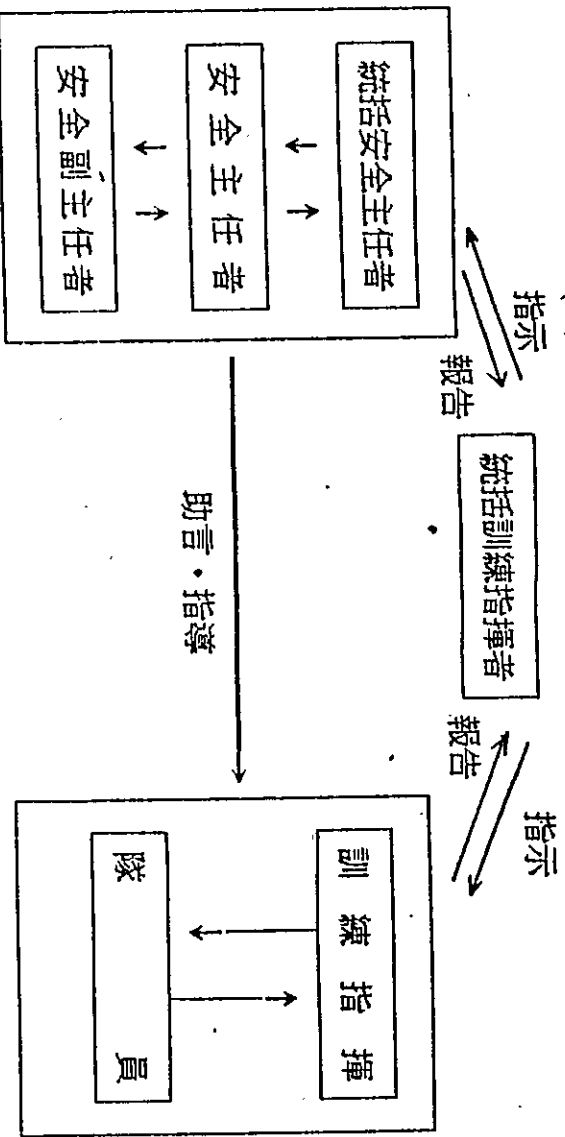 統括訓練指揮者
指示
報告
報告
指示
統括安全主任者
安全主任者
安全副主任者
助言・指導
訓練指揮
隊員